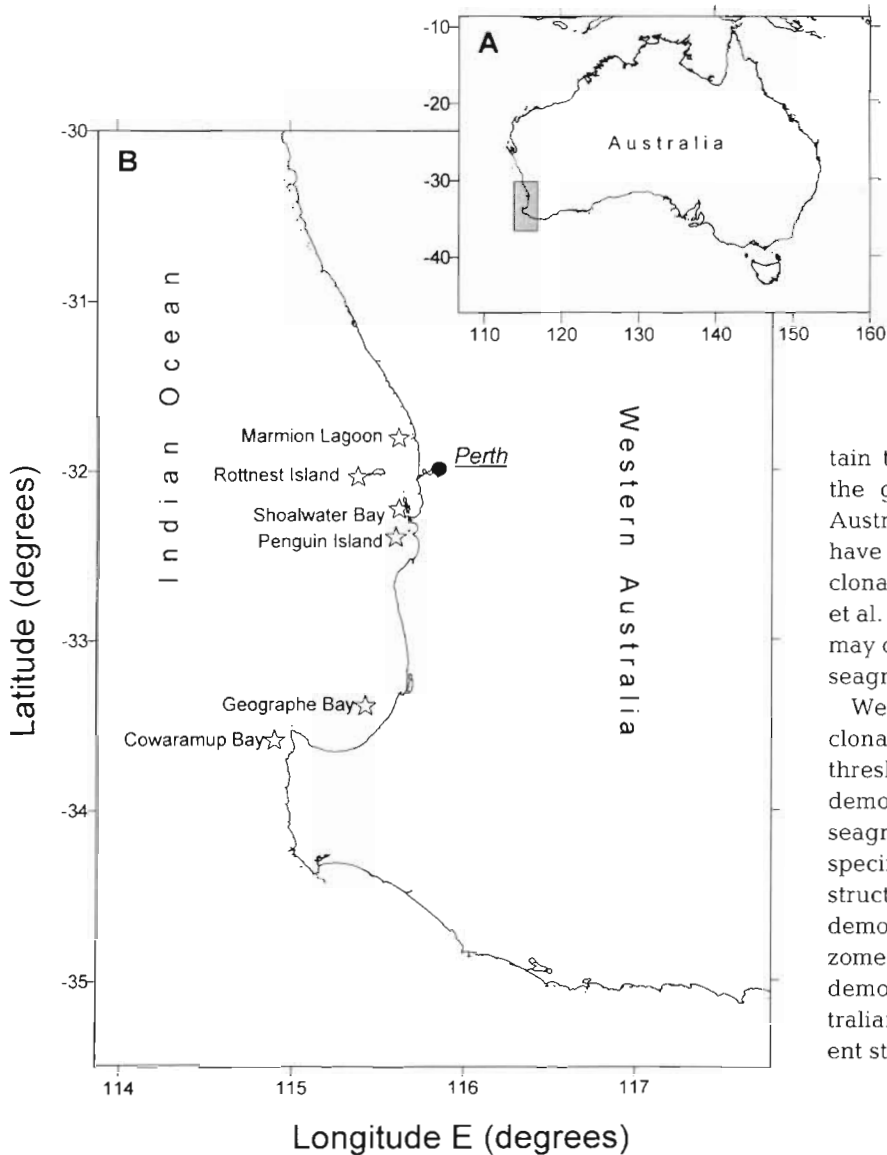 A
-10
-20
-30
-40
Australia
110 120 130 140 150 160
B
-30
-31
-32
-33
-34
-35
Latitude (degrees)
Indian Ocean
Western Australia
Marmion Lagoon
Perth
Rottnest Island
Shoalwater Bay
Penguin Island
Geographe Bay
Cowaramup Bay
114 115 116 117
Longitude E (degrees)
tain t
the g
Austr
have
clona
et al.
may c
seagr
We
clona
thresl
demo
seagr
specif
struct
demo
zome
demo
tralia
ent st